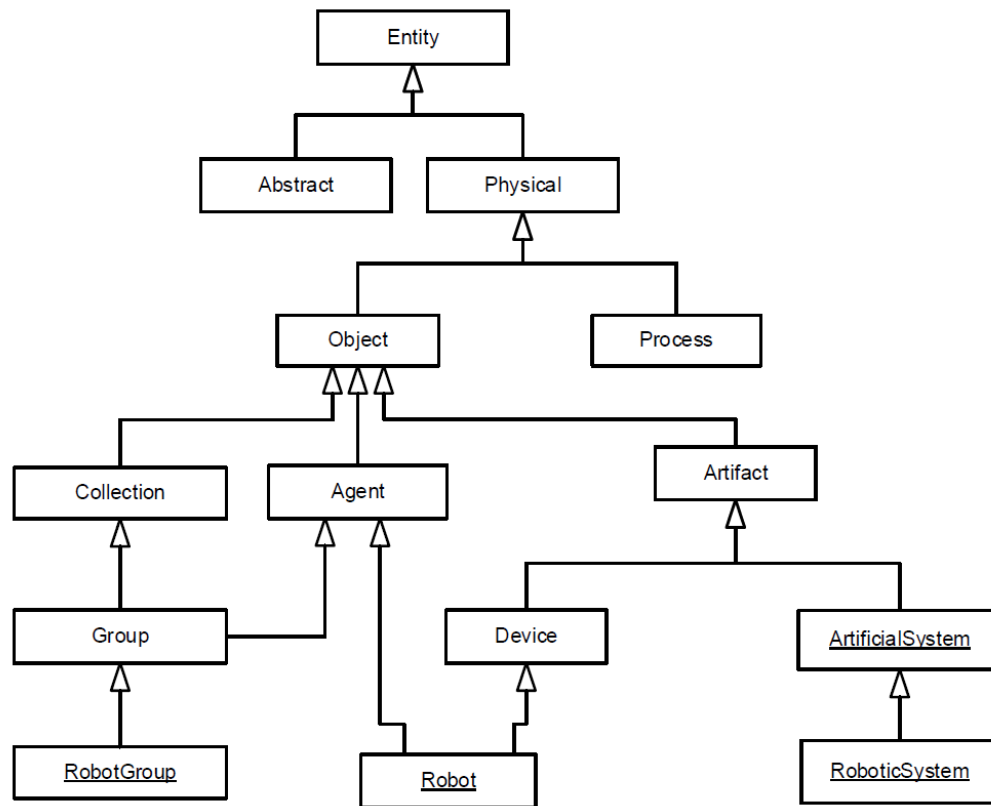 Entity
Abstract
Physical
Object
Process
Collection
Agent
Artifact
Group
Device
ArtificialSystem
RobotGroup
Robot
RoboticSystem